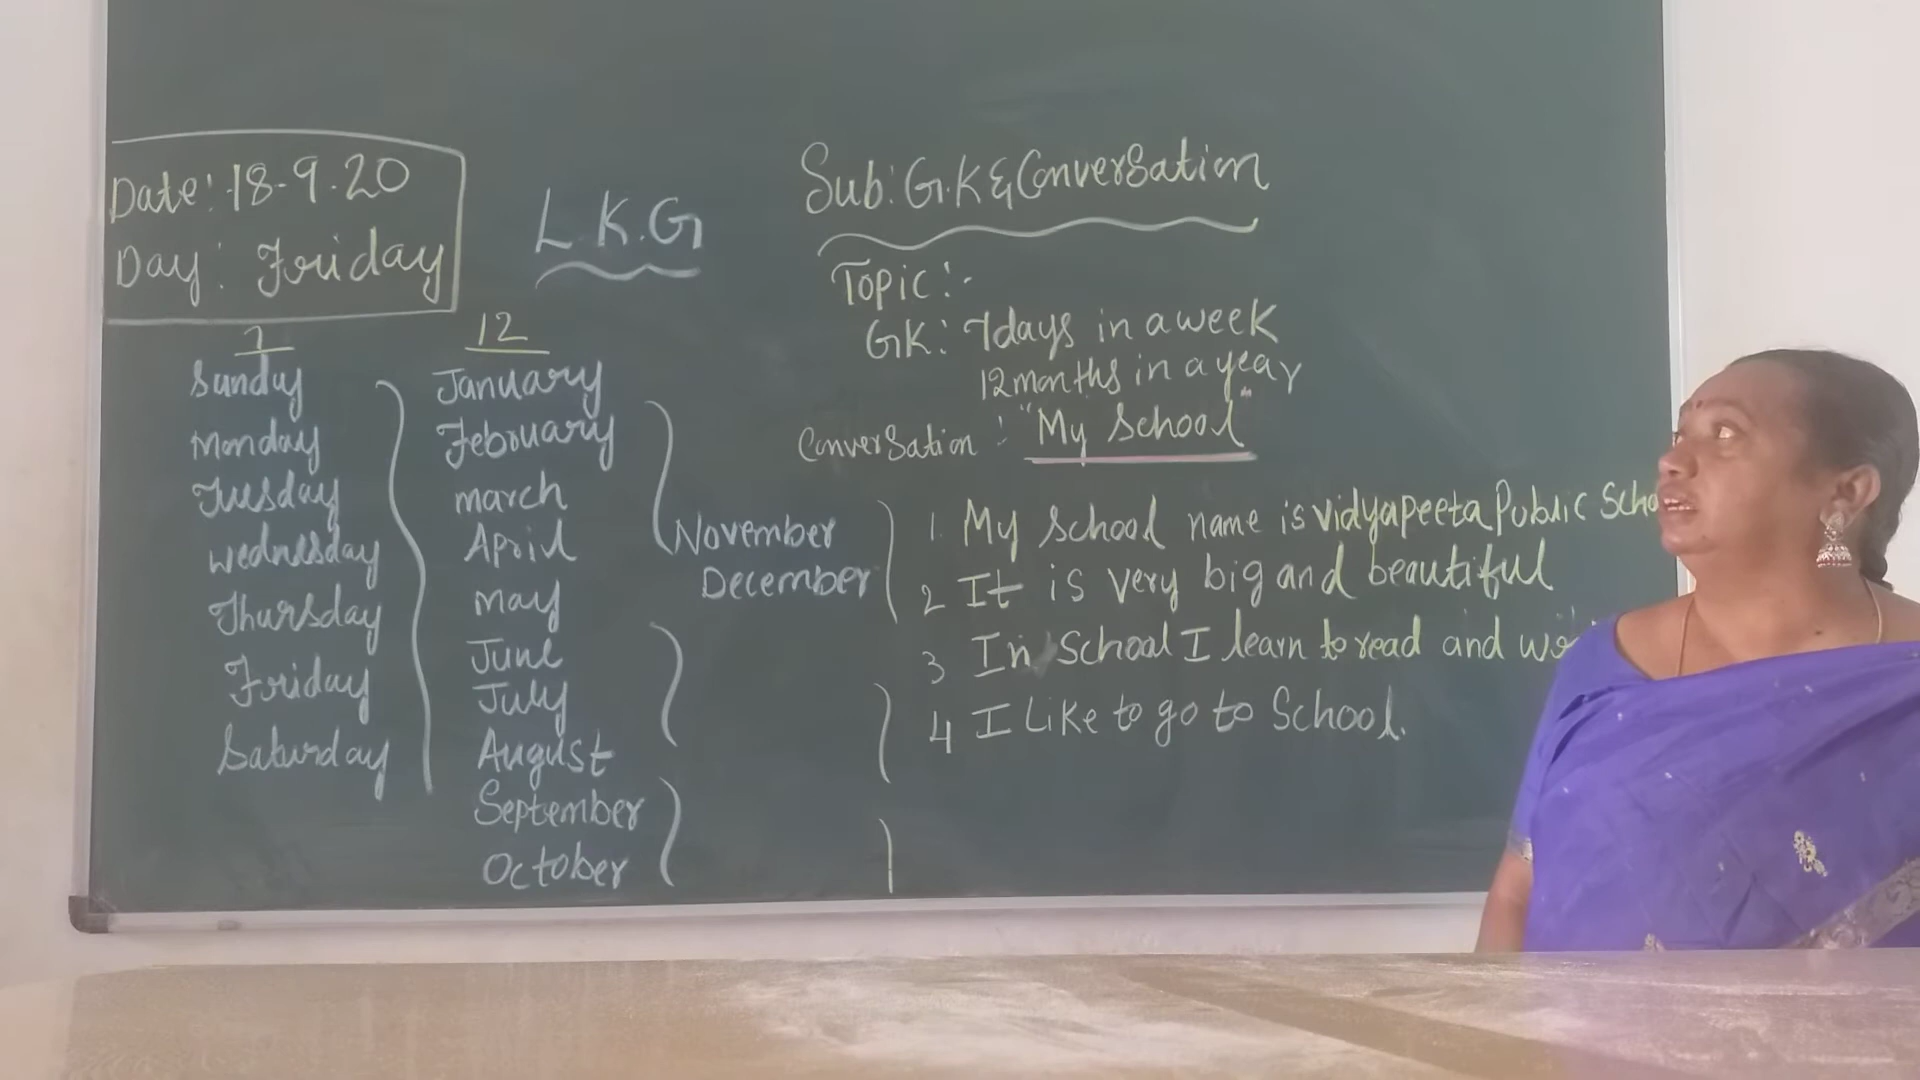 Date: 18.9.20
Day: Friday
L.K.G
Sub: G.K & Conversation
Topic:-
GK: 7days in a week
12 months in a year
Conversation: "My School"
7
Sunday
Monday
Tuesday
Wednesday
Thursday
Friday
Saturday
12
January
February
march
April
May
June
July
August
September
October
November
December
1. My School name is vidyapeeta Public
2 It is very big and beautiful
3 In School I learn to read and
4 I Like to go to School.